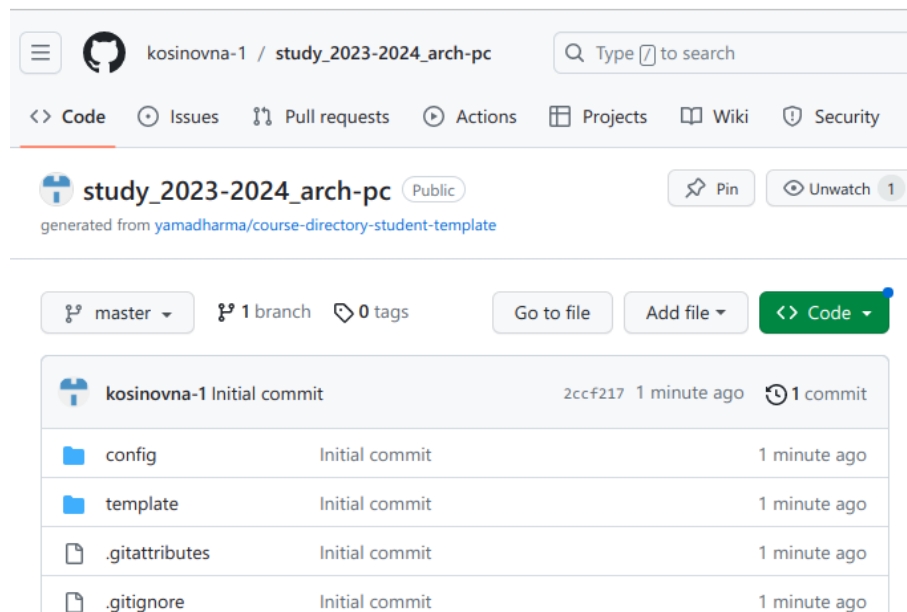 kosinovna-1 / study_2023-2024_arch-pc Type / to search
Code Issues Pull requests Actions Projects Wiki Security
study_2023-2024_arch-pc Public Pin Unwatch 1
generated from yamadharma/course-directory-student-template
master 1 branch 0 tags Go to file Add file Code
kosinovna-1 Initial commit 2ccf217 1 minute ago 1 commit
config Initial commit 1 minute ago
template Initial commit 1 minute ago
.gitattributes Initial commit 1 minute ago
.gitignore Initial commit 1 minute ago